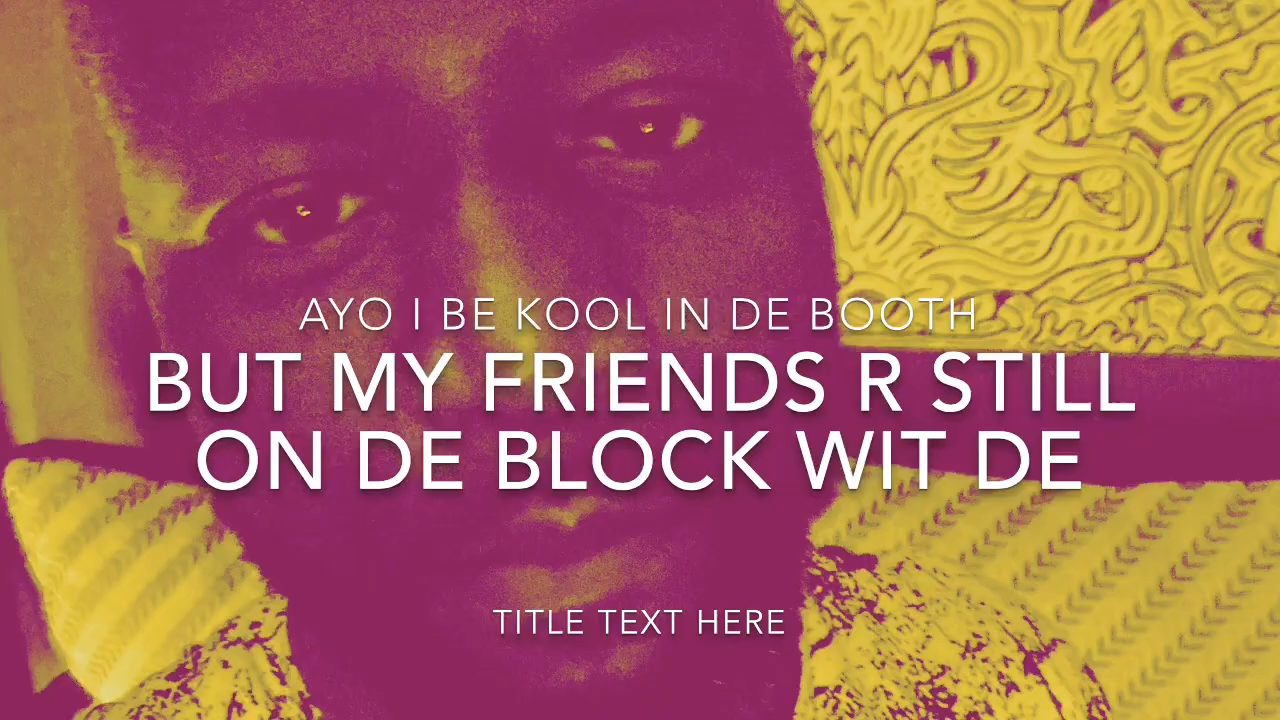 AYO I BE KOOL IN DE BOOTH
BUT MY FRIENDS R STILL
ON DE BLOCK WIT DE
TITLE TEXT HERE